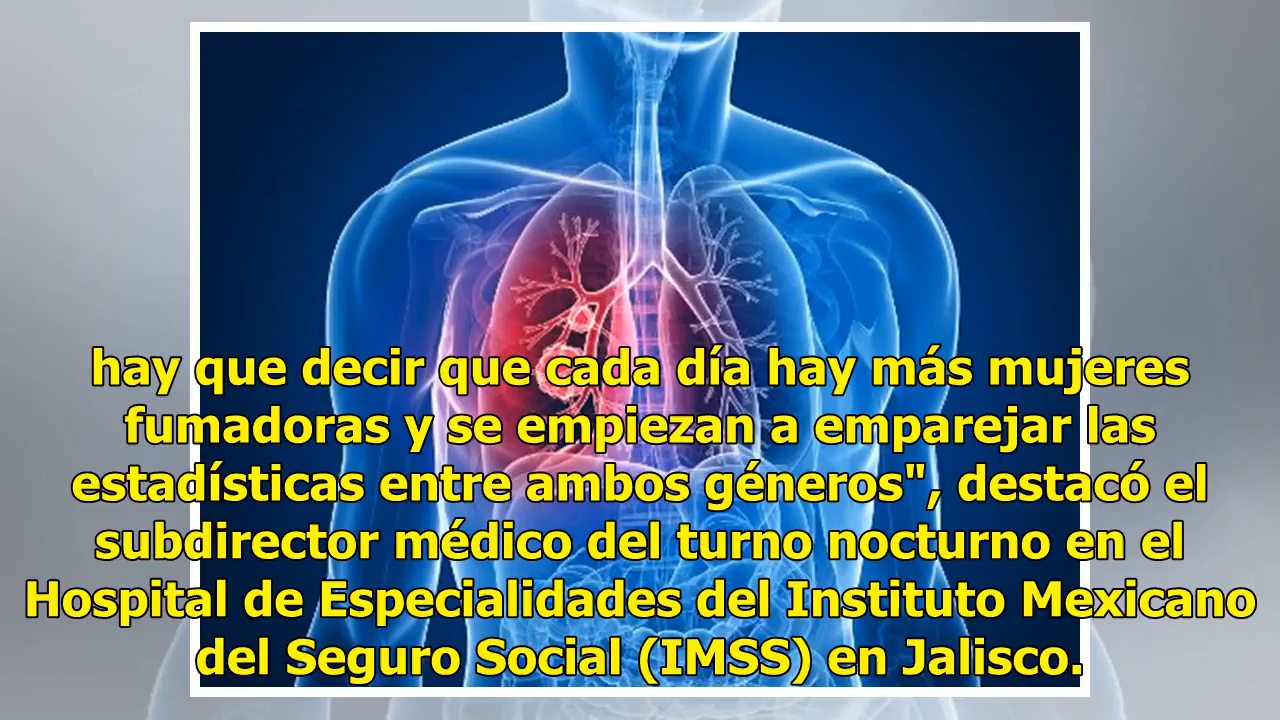 hay que decir que cada día hay más mujeres
fumadoras y se empiezan a emparejar las
estadísticas entre ambos géneros", destacó el
subdirector médico del turno nocturno en el
Hospital de Especialidades del Instituto Mexicano
del Seguro Social (IMSS) en Jalisco.